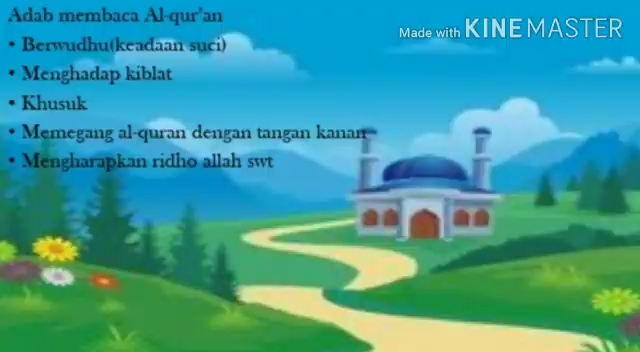 Adab membaca Al-qur'an
• Berwudhu(keadaan suci)
• Menghadap kiblat
• Khusuk
• Memegang al-quran dengan tangan kanan
• Mengharapkan ridho allah swt
Made with KINEMASTER